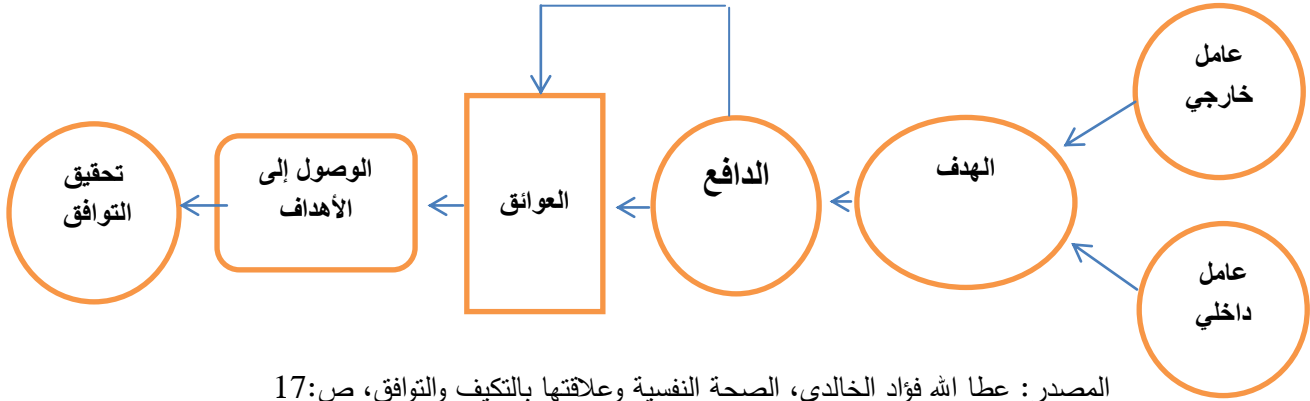 عامل
خارجي
عامل
داخلي
الهدف
الدافع
العوائق
الوصول إلى
الأهداف
تحقيق
التوافق
المصدر : عطا الله فؤاد الخالدي، الصحة النفسية وعلاقتها بالتكيف والتوافق، ص:17